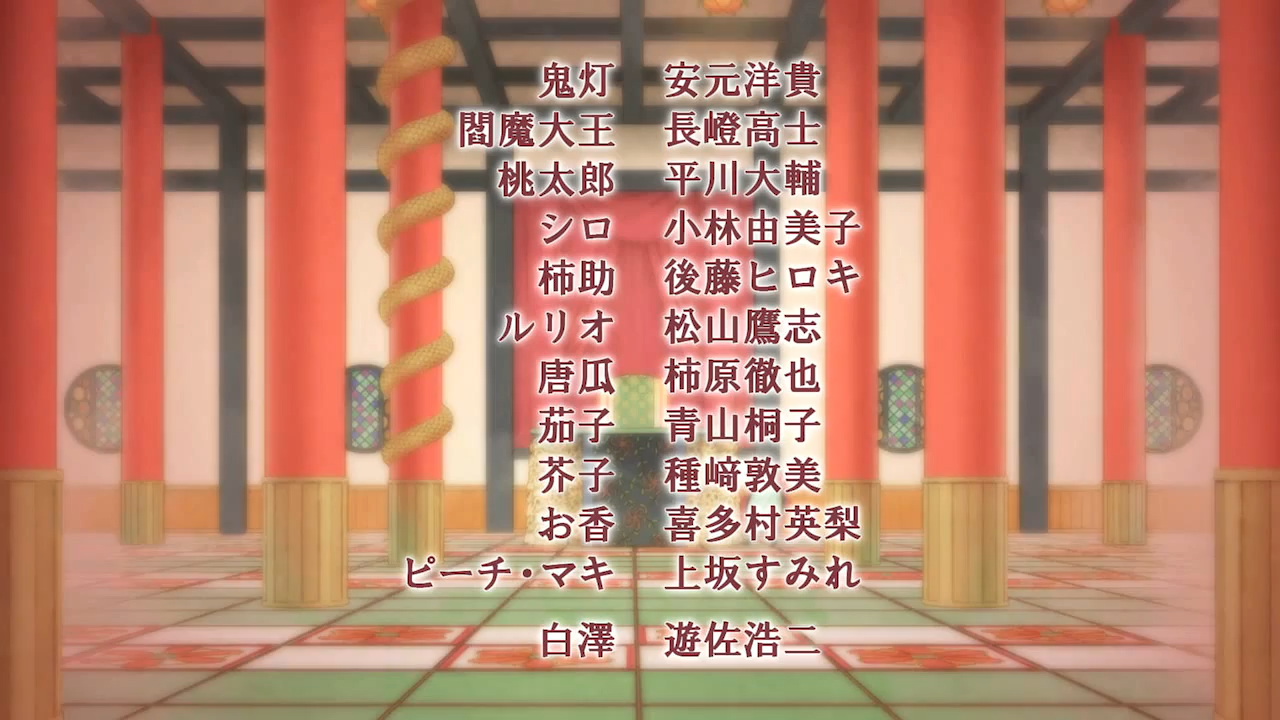 鬼灯 安元洋貴
閻魔大王 長嶝高士
桃太郎 平川大輔
シロ 小林由美子
柿助 後藤ヒロキ
ルリオ 松山鷹志
唐瓜 柿原徹也
茄子 青山桐子
芥子 種﨑敦美
お香 喜多村英梨
ピーチ・マキ 上坂すみれ
白澤 遊佐浩二